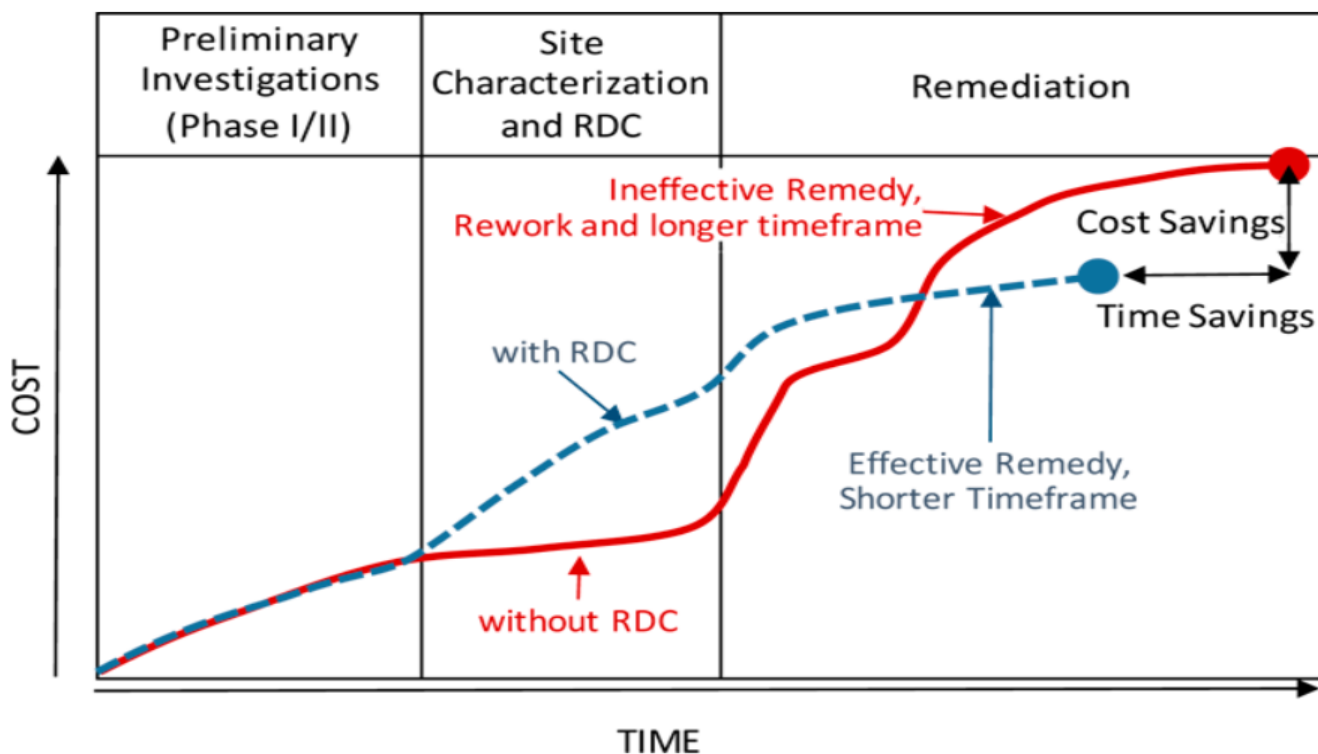 Preliminary
Investigations
(Phase I/II)
Site
Characterization
and RDC
Remediation
Ineffective Remedy,
Rework and longer timeframe
Cost Savings
Time Savings
with RDC
Effective Remedy,
Shorter Timeframe
without RDC
COST
TIME